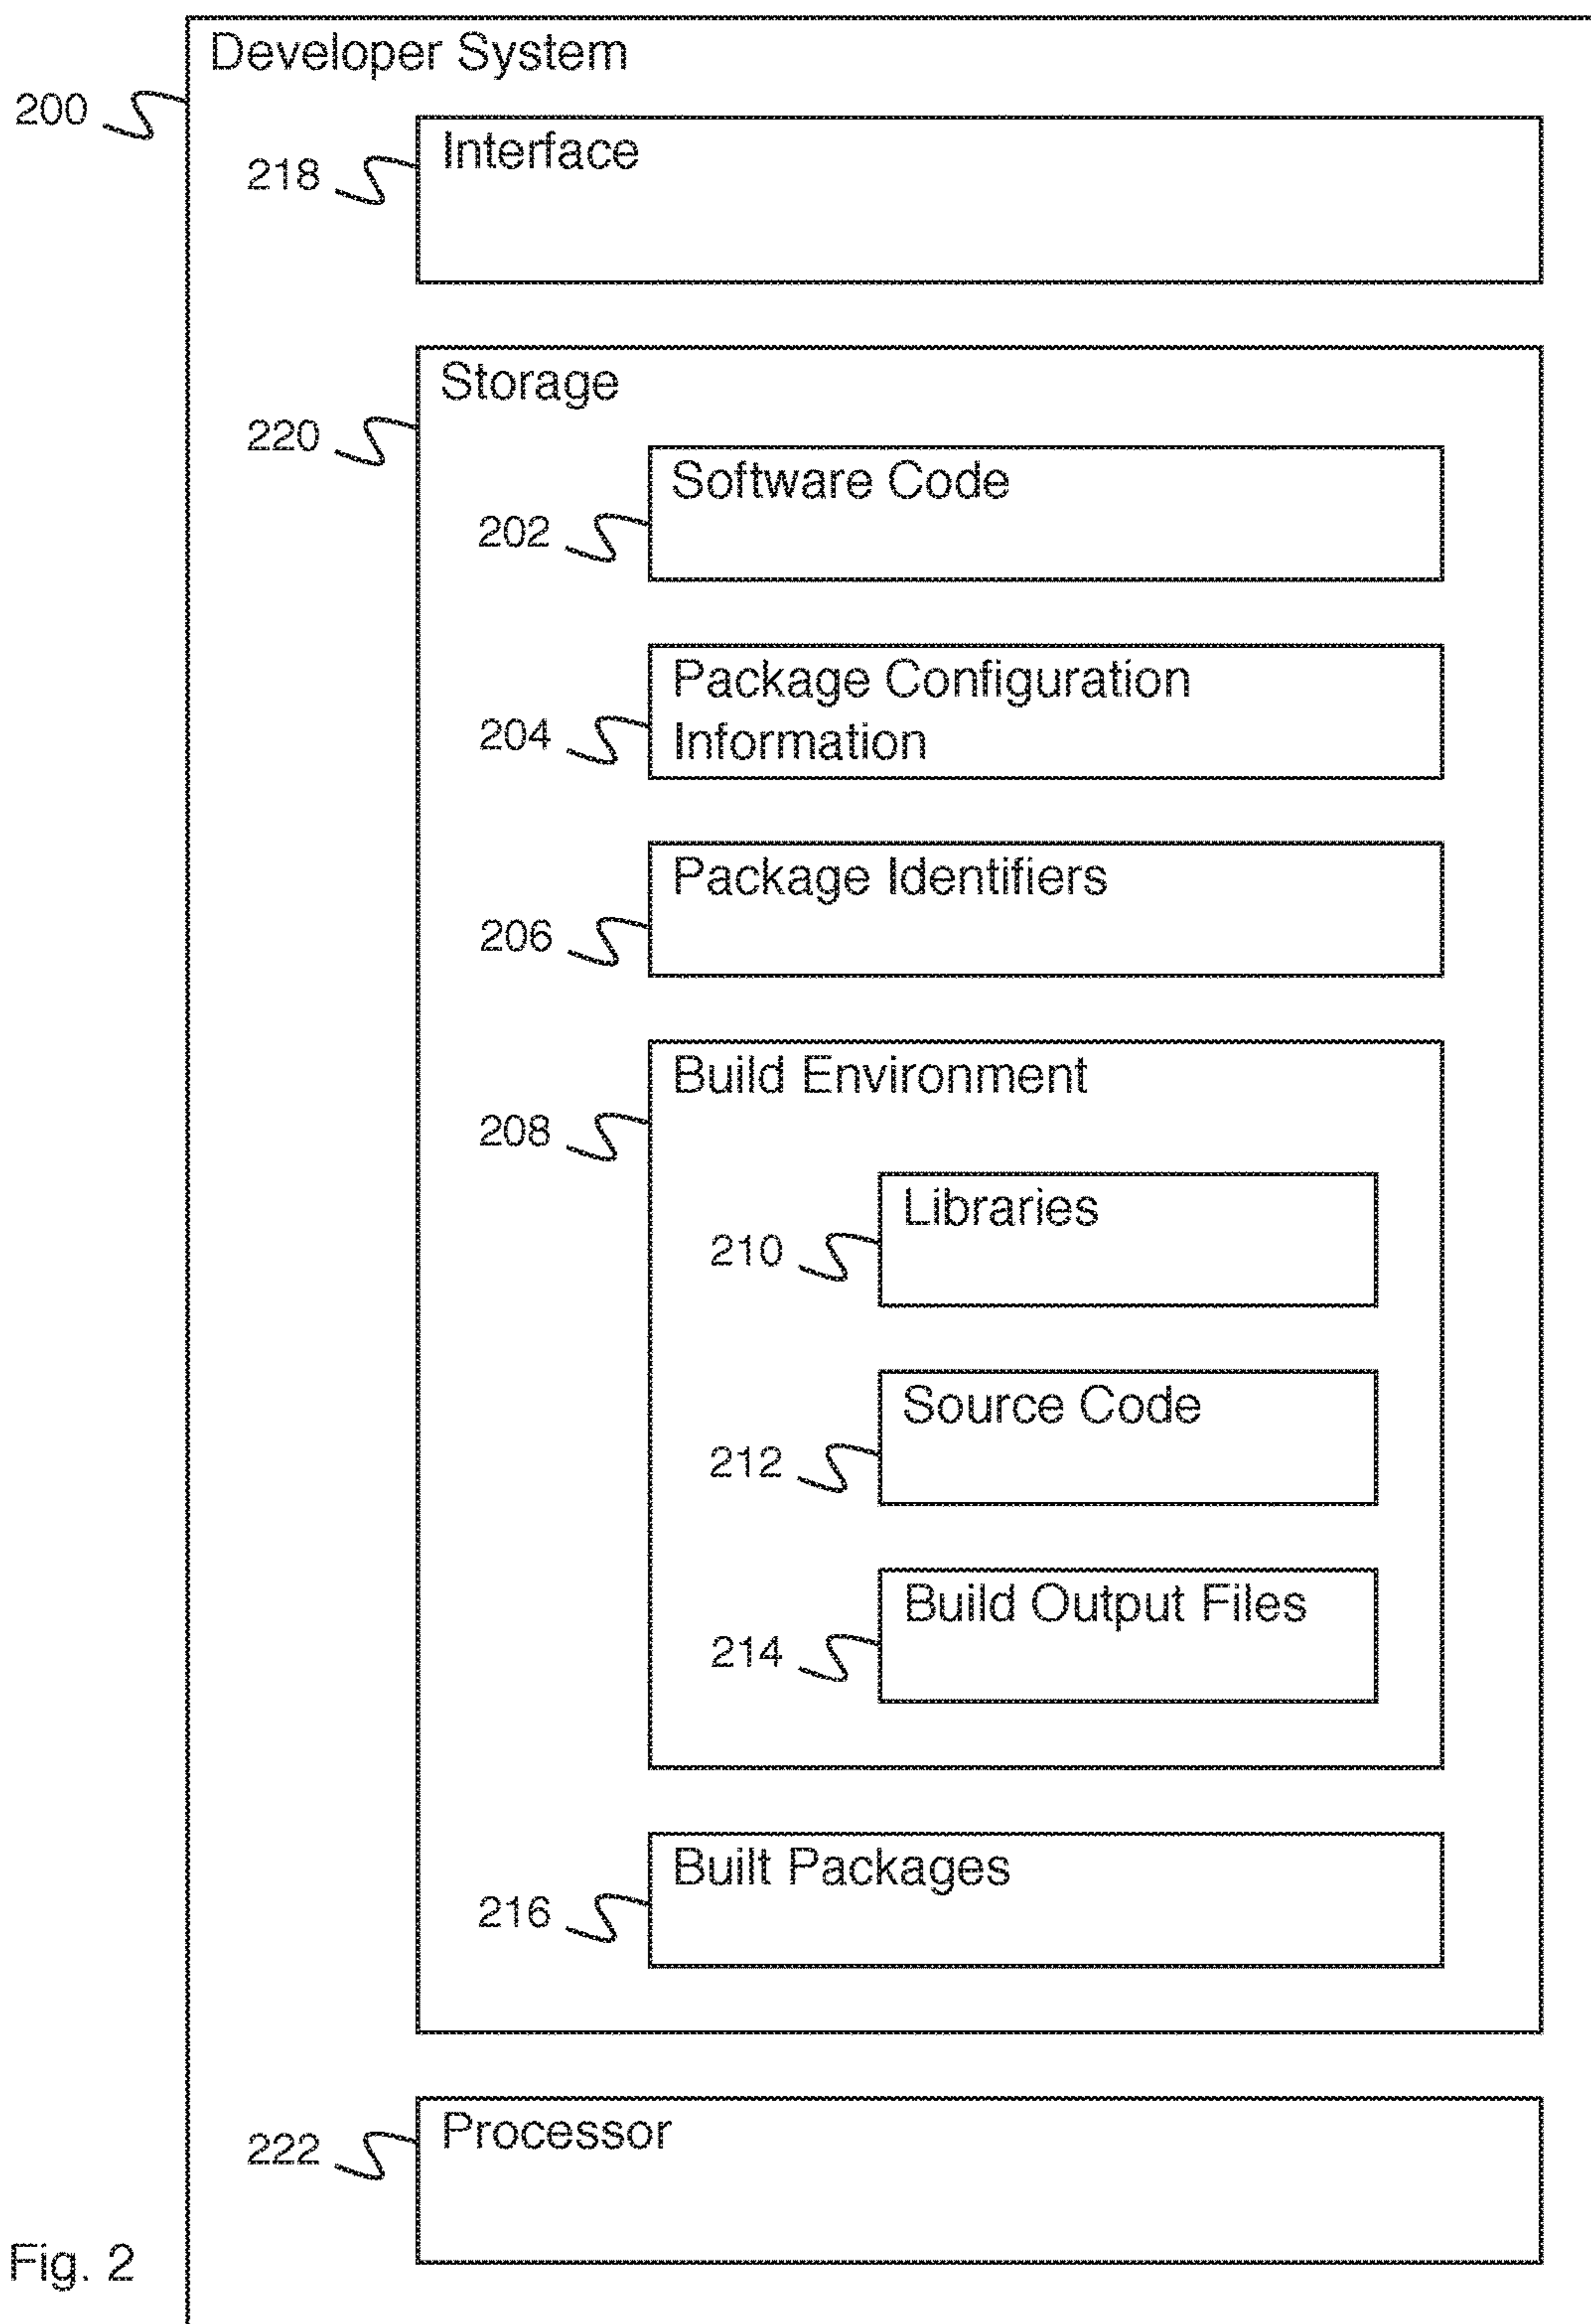 Developer System
200
Interface
218
Storage
220
Software Code
202
Package Configuration
Information
204
Package Identifiers
206
Build Environment
208
Libraries
210
Source Code
212
Build Output Files
214
Built Packages
216
Processor
222
Fig. 2